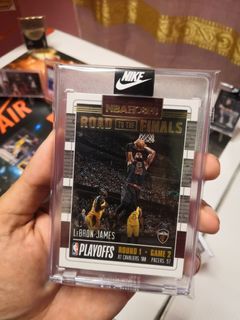 NIKE
NBA HOOPS
ROAD TO THE FINALS
LEBRON JAMES
PLAYOFFS
ROUND 1 - GAME 2
AT CAVALIERS 100 PACERS 97
AIR